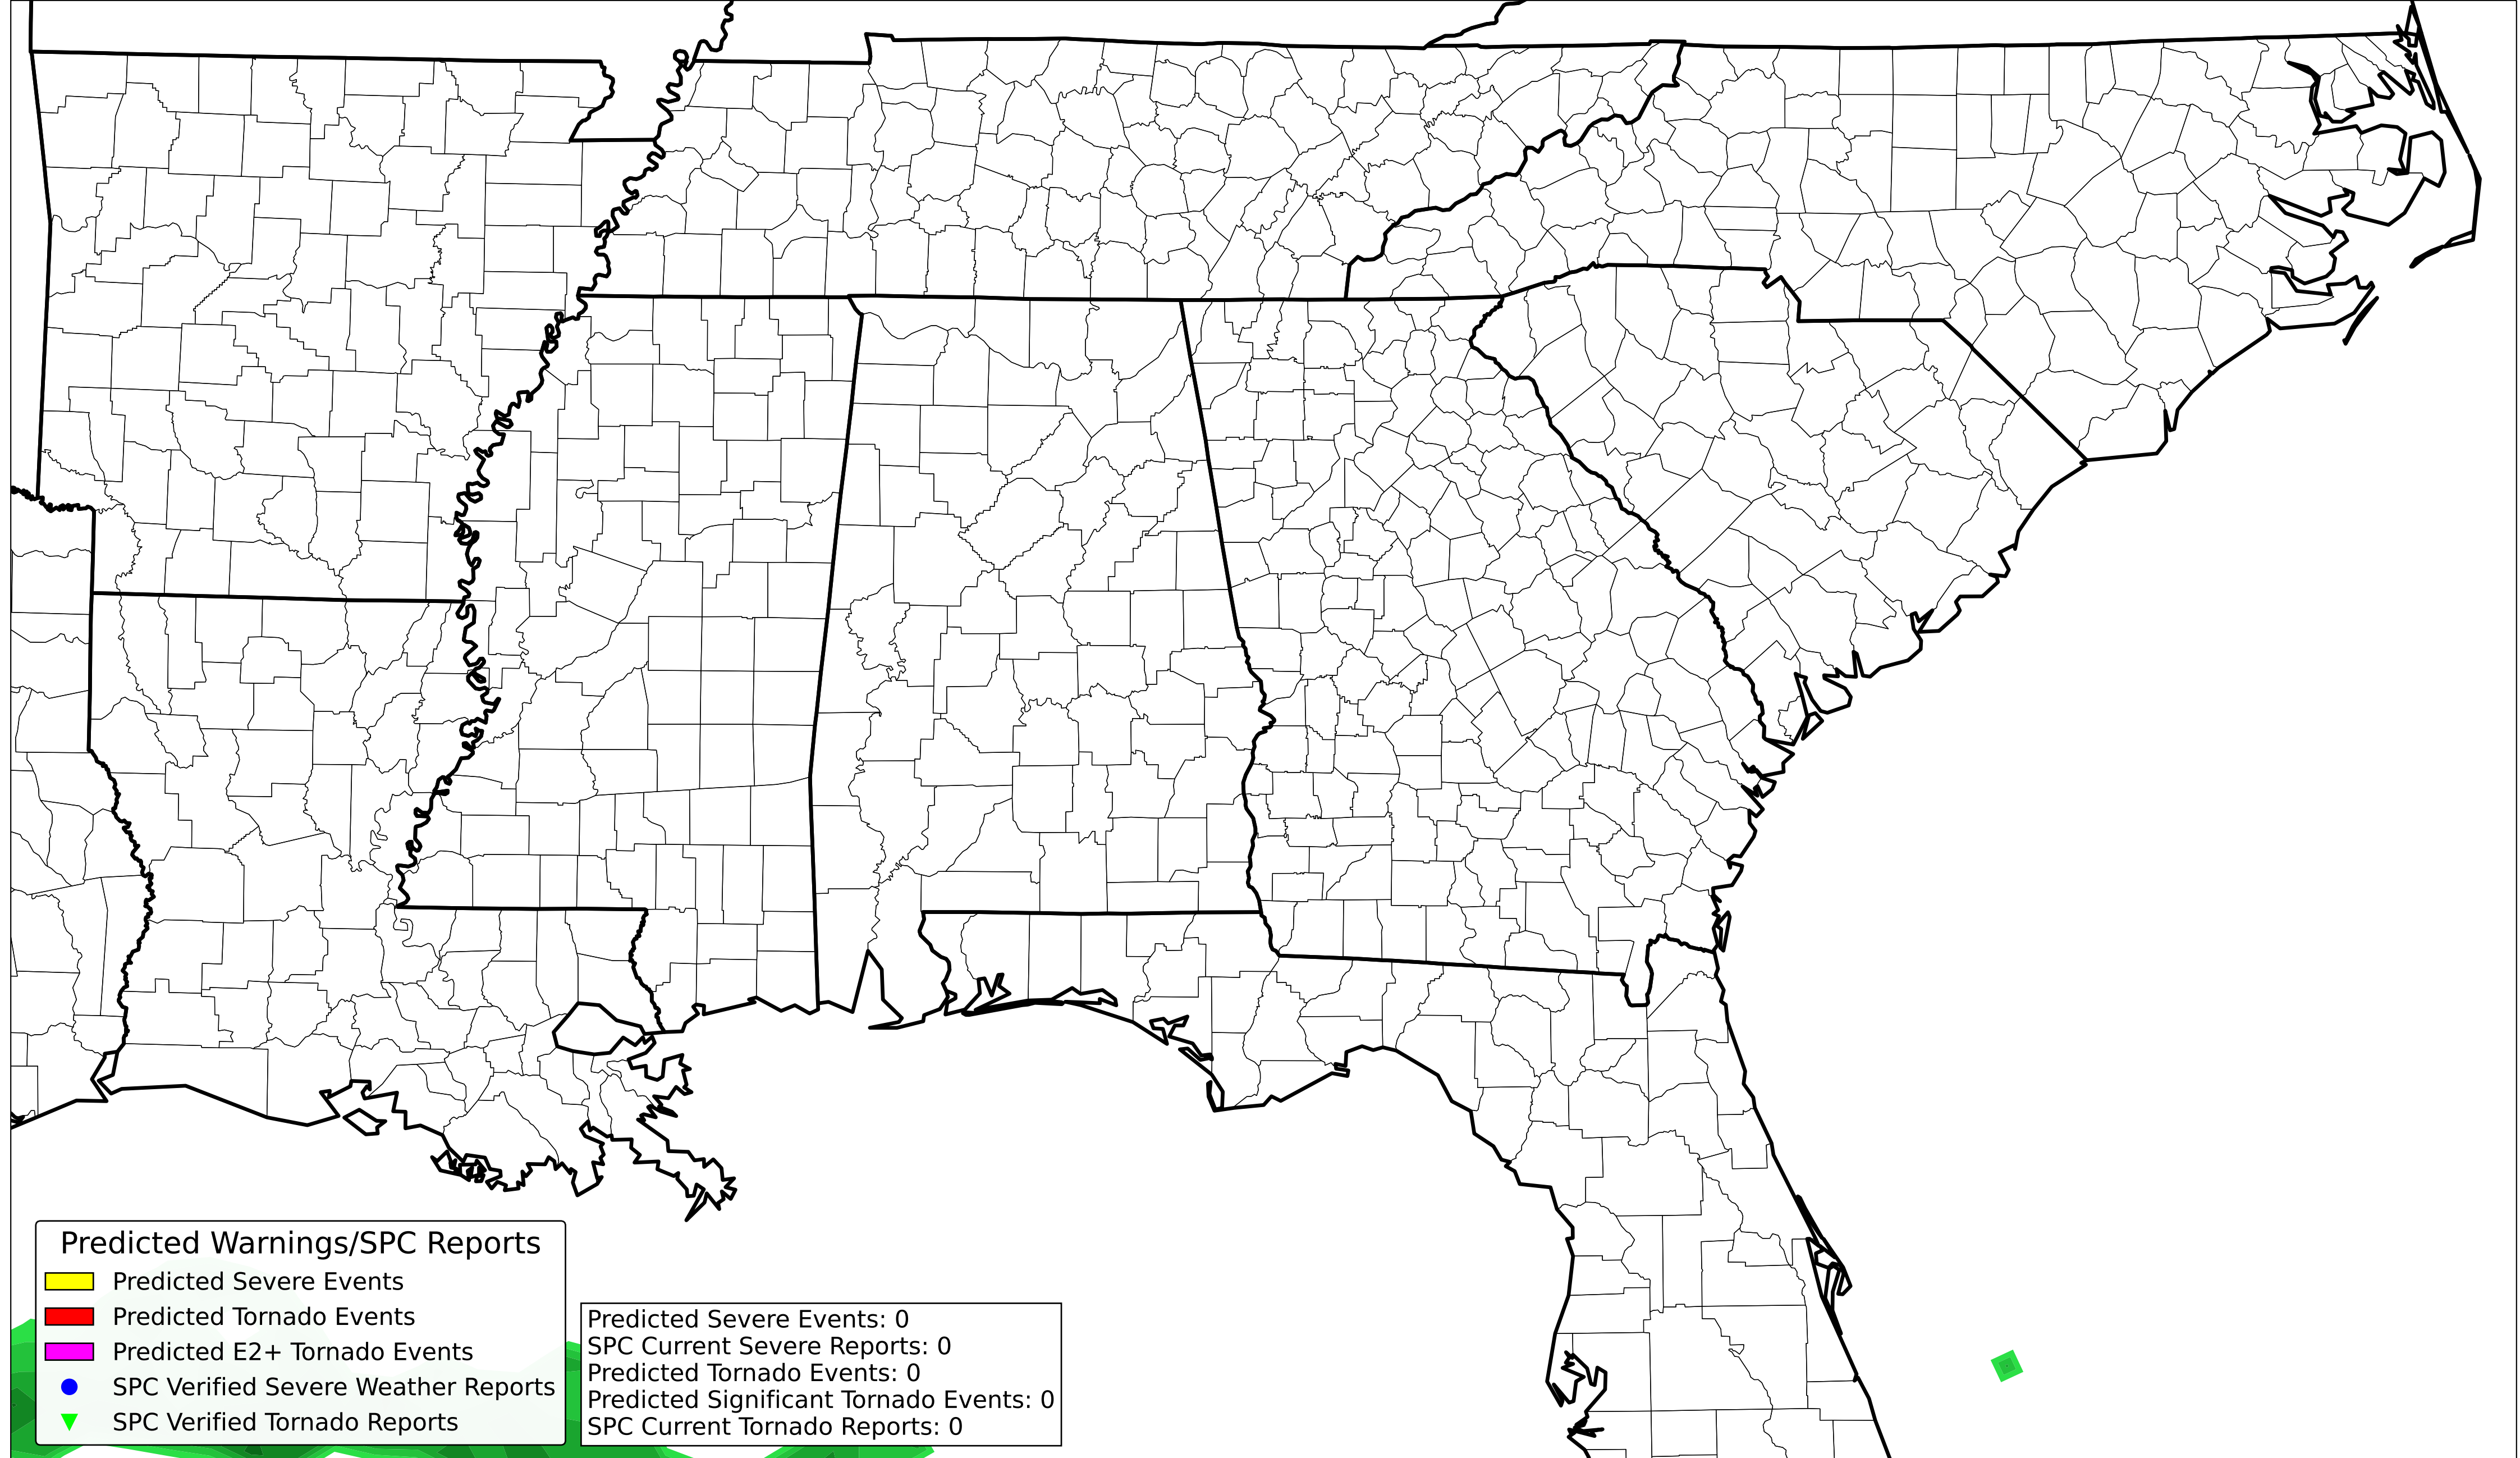 Predicted Warnings/SPC Reports
Predicted Severe Events
Predicted Tornado Events
Predicted E2+ Tornado Events
SPC Verified Severe Weather Reports
SPC Verified Tornado Reports
Predicted Severe Events: 0
SPC Current Severe Reports: 0
Predicted Tornado Events: 0
Predicted Significant Tornado Events: 0
SPC Current Tornado Reports: 0